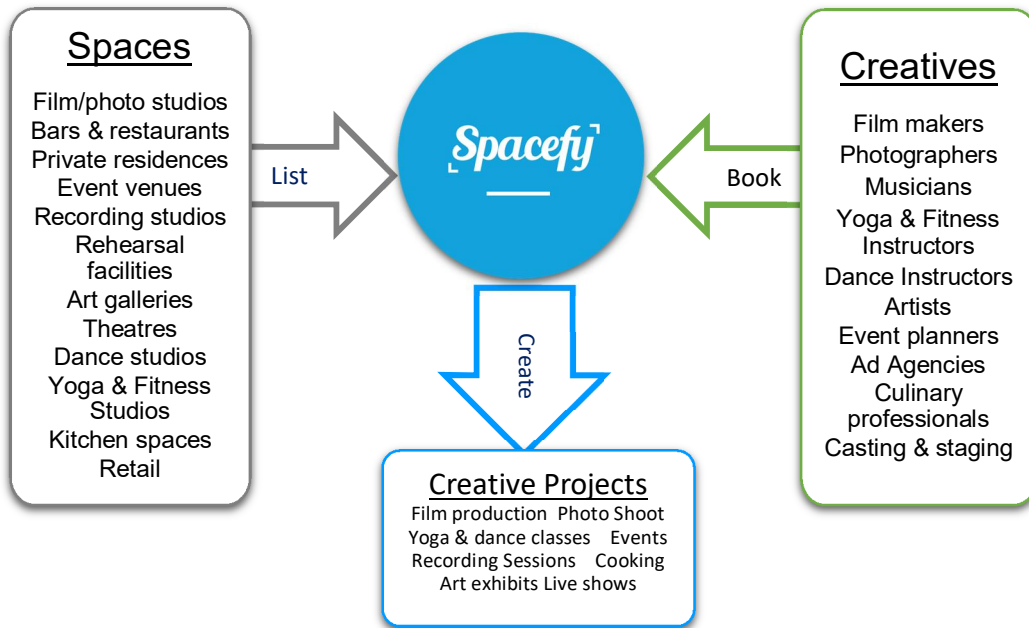 Spaces
Film/photo studios
Bars & restaurants
Private residences
Event venues
Recording studios
Rehearsal
facilities
Art galleries
Theatres
Dance studios
Yoga & Fitness
Studios
Kitchen spaces
Retail
List
Spacefy
Book
Creatives
Film makers
Photographers
Musicians
Yoga & Fitness
Instructors
Dance Instructors
Artists
Event planners
Ad Agencies
Culinary
professionals
Casting & staging
Create
Creative Projects
Film production Photo Shoot
Yoga & dance classes Events
Recording Sessions Cooking
Art exhibits Live shows